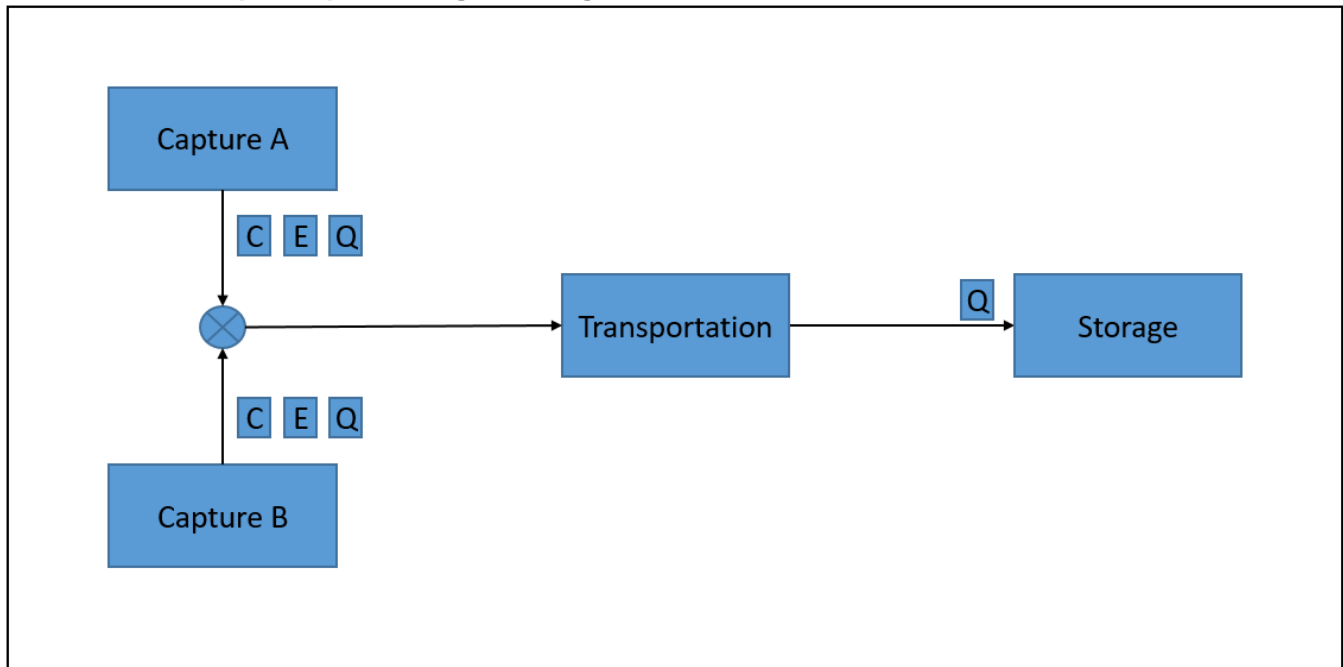 Capture A
C E Q
Transportation
Q
Storage
C E Q
Capture B